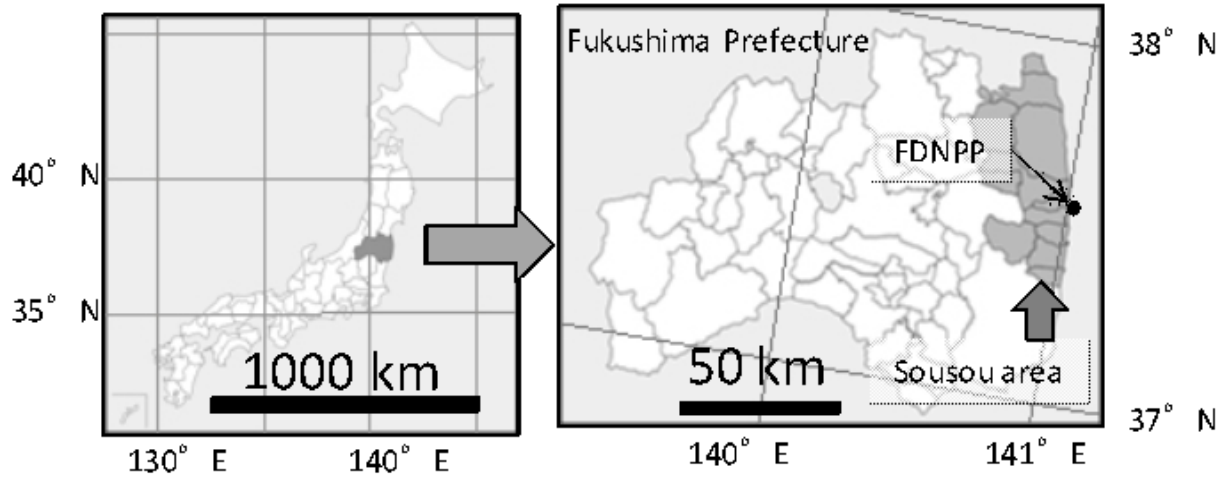 40° N
35° N
1000 km
130° E 140° E
Fukushima Prefecture
FDNPP
50 km
Sousou area
38° N
37° N
140° E 141° E